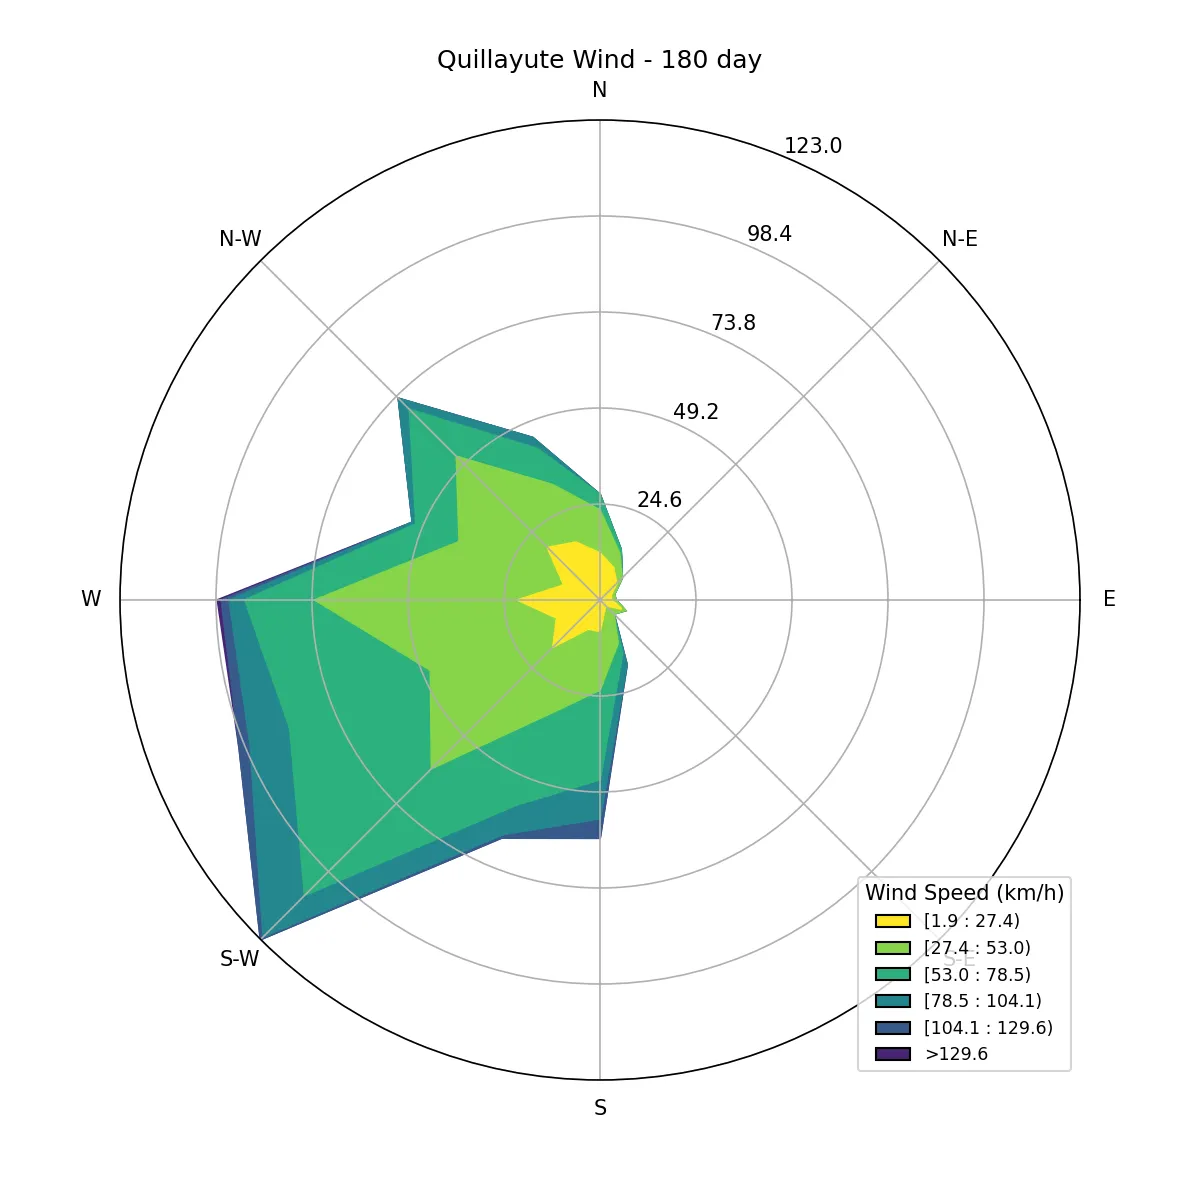 Quillayute Wind - 180 day
N
123.0
98.4
N-W
N-E
73.8
49.2
24.6
W
E
Wind Speed (km/h)
[1.9 : 27.4)
[27.4 : 53.0)
S-W
S-E
[53.0 : 78.5)
[78.5 : 104.1)
[104.1 : 129.6)
>129.6
S